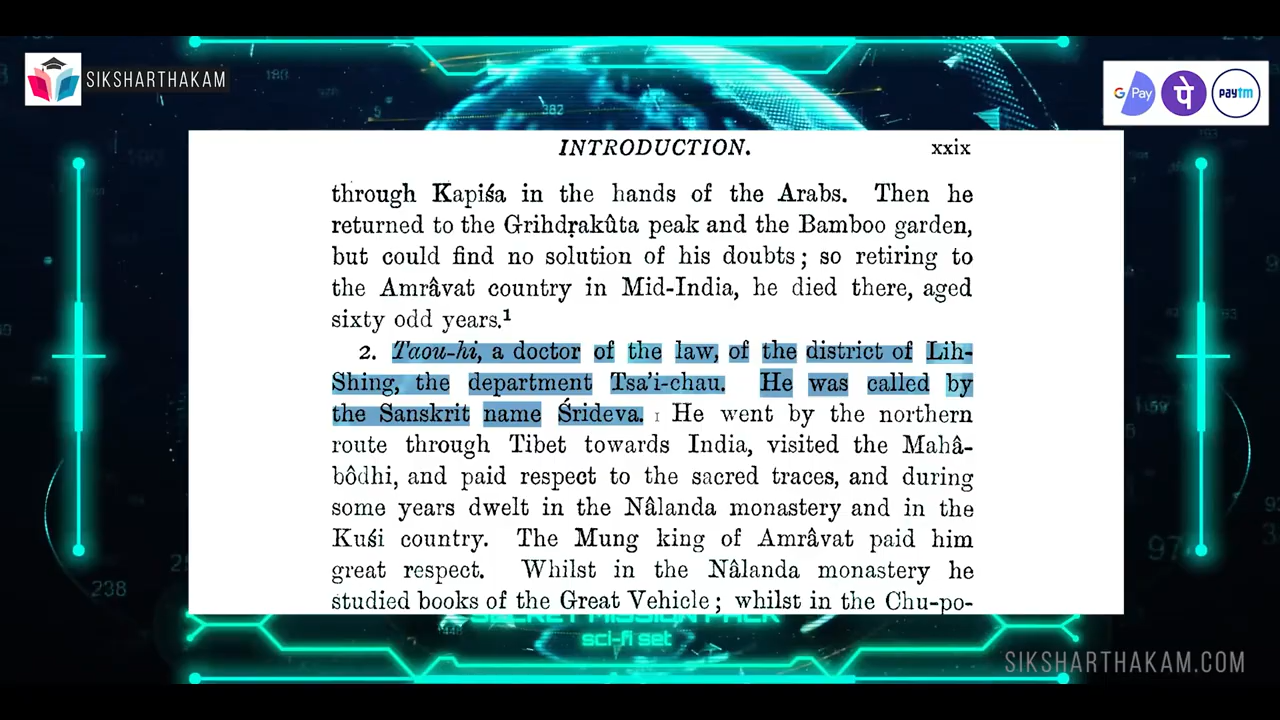 SIKSHARTHAKAM
G Pay
पे
paytm
INTRODUCTION. xxix
through Kapiśa in the hands of the Arabs. Then he
returned to the Grihdṛakûta peak and the Bamboo garden,
but could find no solution of his doubts; so retiring to
the Amrâvat country in Mid-India, he died there, aged
sixty odd years.¹
2. Taou-hi, a doctor of the law, of the district of Lih-
Shing, the department Tsa’i-chau. He was called by
the Sanskrit name Śrideva. He went by the northern
route through Tibet towards India, visited the Mahâ-
bôdhi, and paid respect to the sacred traces, and during
some years dwelt in the Nâlanda monastery and in the
Kuśi country. The Mung king of Amrâvat paid him
great respect. Whilst in the Nâlanda monastery he
studied books of the Great Vehicle; whilst in the Chu-po-
238
sci-fi set
SIKSHARTHAKAM.COM